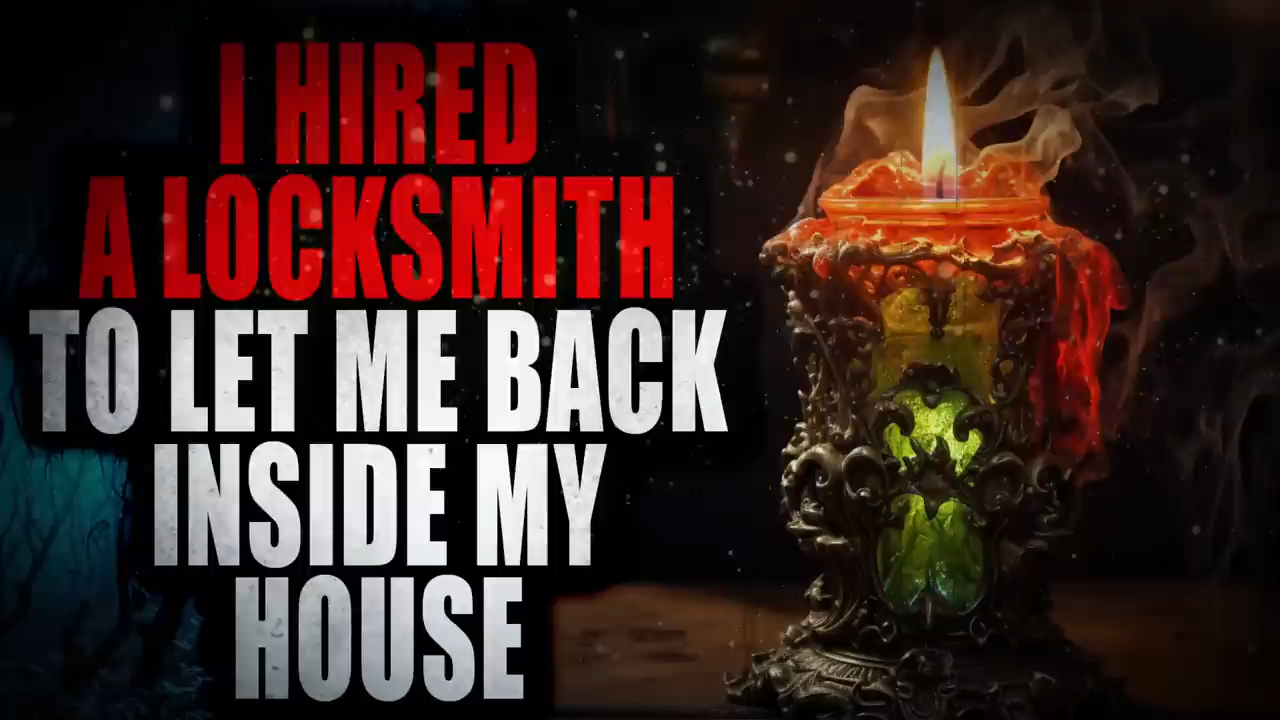 I HIRED
A LOCKSMITH
TO LET ME BACK
INSIDE MY
HOUSE